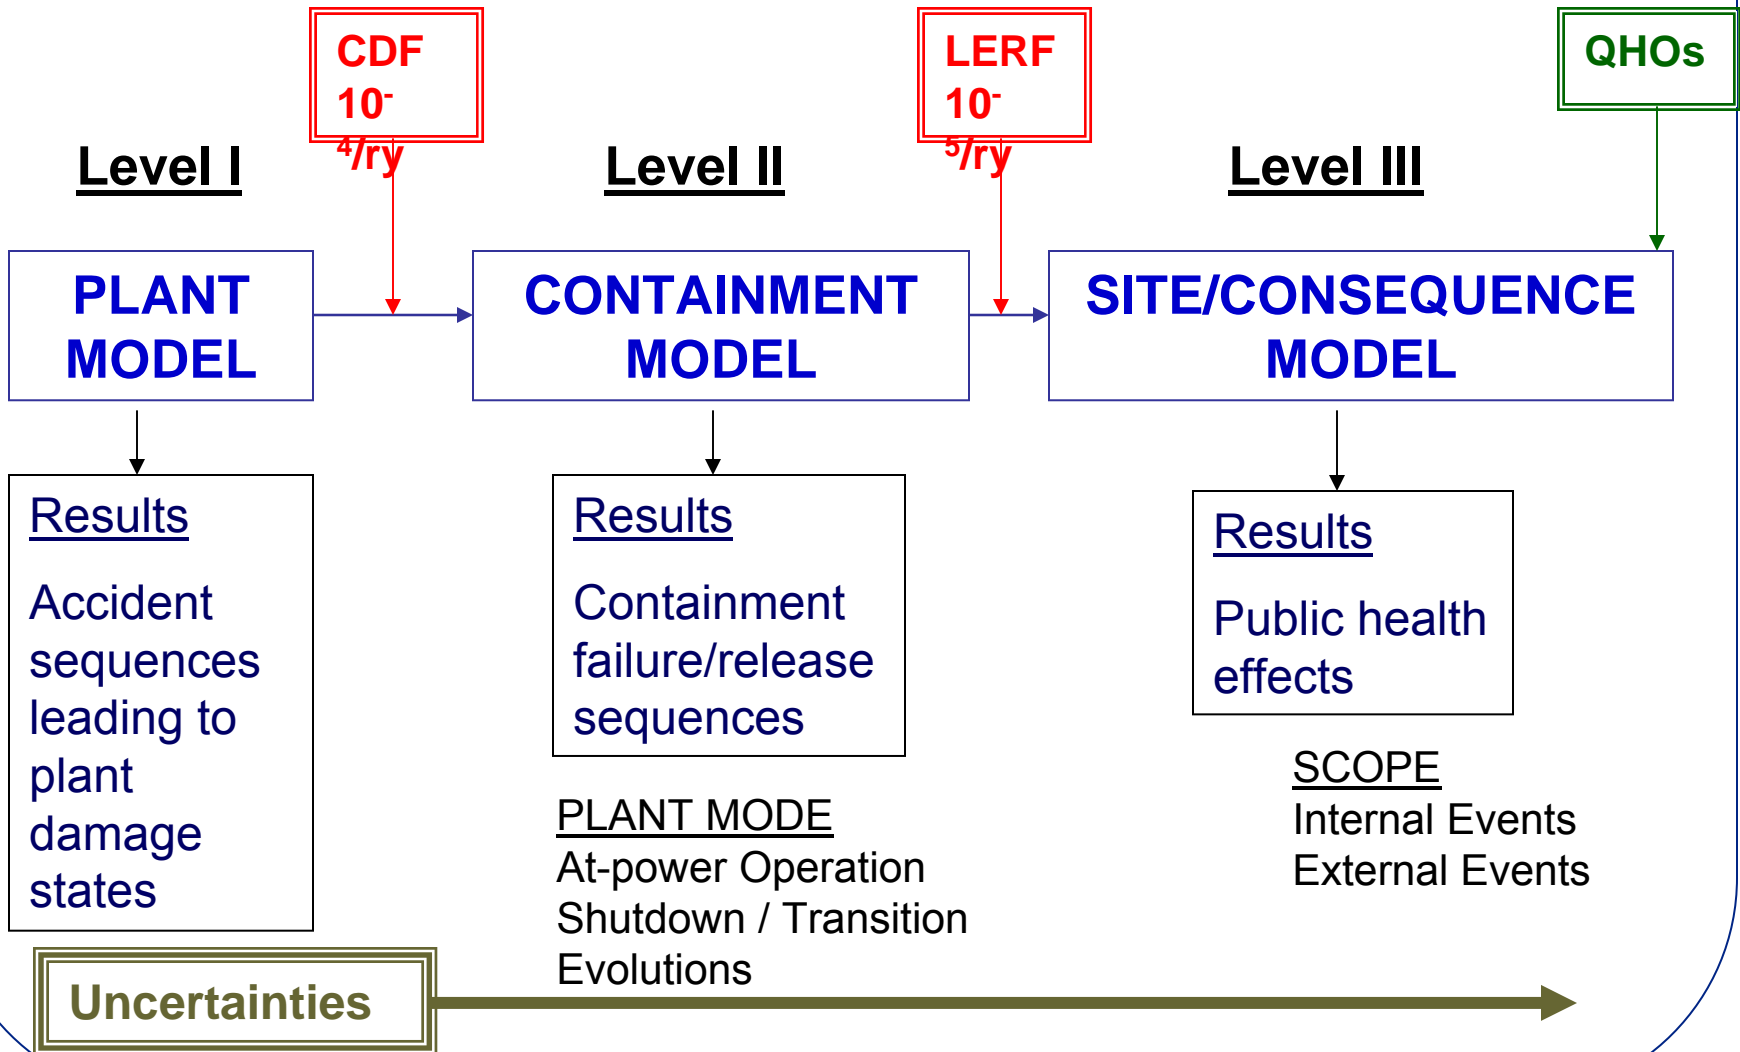 CDF
10-
4/ry
LERF
10-
5/ry
QHOs
Level I
Level II
Level III
PLANT
MODEL
CONTAINMENT
MODEL
SITE/CONSEQUENCE
MODEL
Results
Accident
sequences
leading to
plant
damage
states
Results
Containment
failure/release
sequences
Results
Public health
effects
PLANT MODE
At-power Operation
Shutdown / Transition
Evolutions
SCOPE
Internal Events
External Events
Uncertainties